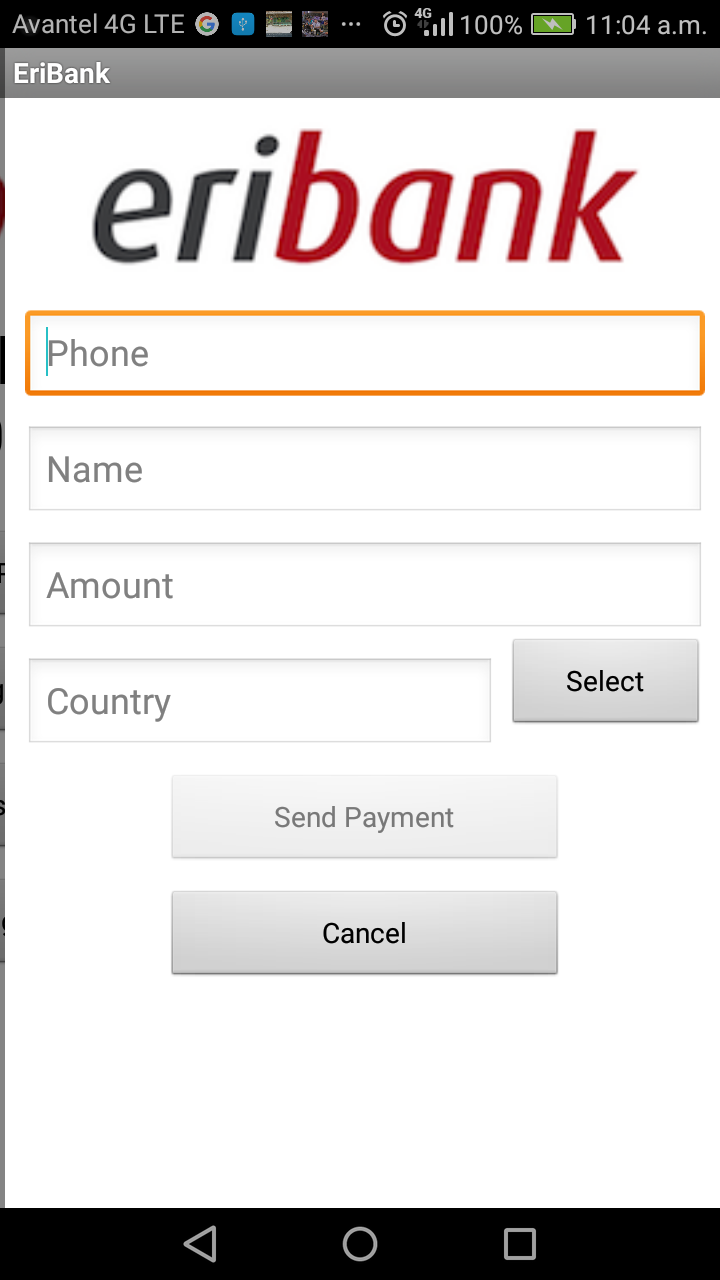 Avantel 4G LTE 4G 100% 11:04 a.m.
EriBank
eribank
Phone
Name
Amount
Select
Country
Send Payment
Cancel